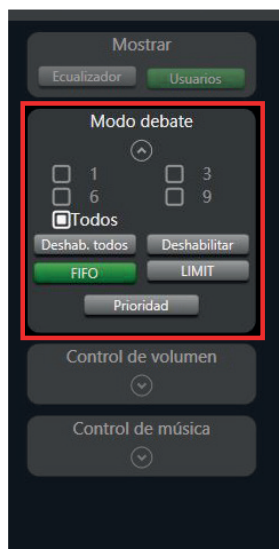 Mostrar
Ecualizador Usuarios
Modo debate
1 3
6 9
Todos
Deshab. todos Deshabilitar
FIFO LIMIT
Prioridad
Control de volumen
Control de música